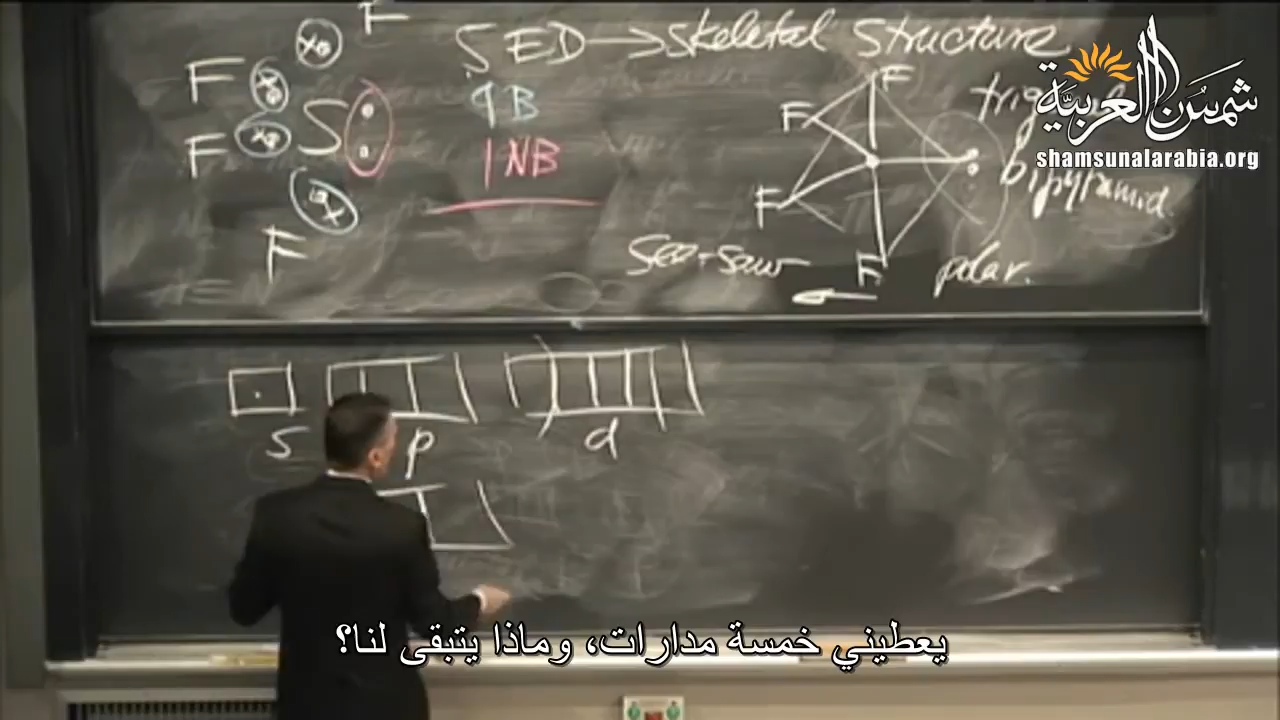 F
SED → skeletal structure
F
S
4B
F
1NB
F
F
F
F
F
bipyramid
see-saw
polar.
s
p
d
شمس العربية
shamsunalarabia.org
يعطيني خمسة مدارات، وماذا يتبقى لنا؟